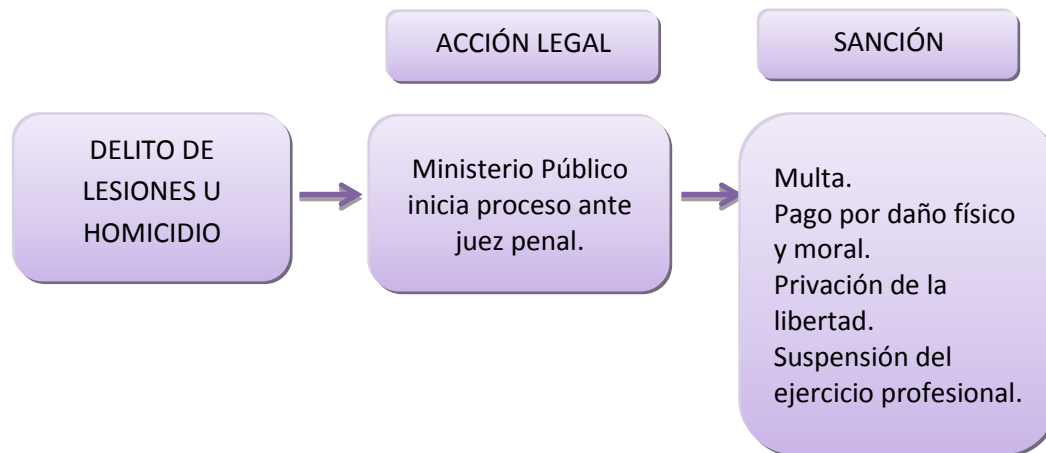 ACCIÓN LEGAL
SANCIÓN
DELITO DE
LESIONES U
HOMICIDIO
Ministerio Público
inicia proceso ante
juez penal.
Multa.
Pago por daño físico
y moral.
Privación de la
libertad.
Suspensión del
ejercicio profesional.